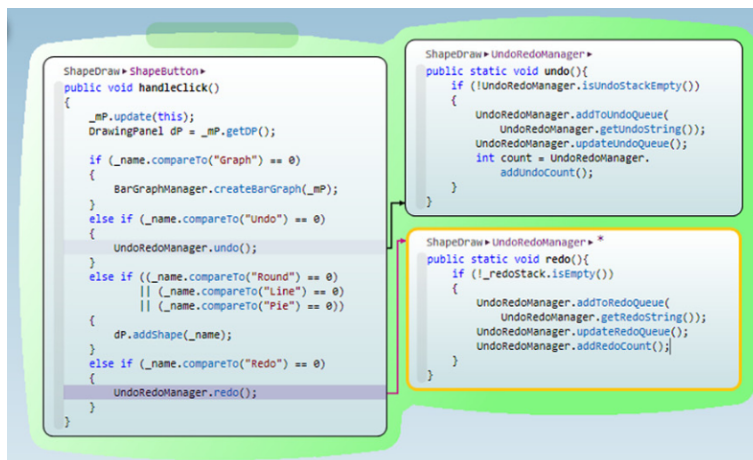 ShapeDraw▸ShapeButton▸
public void handleClick()
{
_mP.update(this);
DrawingPanel dP = _mP.getDP();
if (_name.compareTo("Graph") == 0)
{
BarGraphManager.createBarGraph(_mP);
}
else if (_name.compareTo("Undo") == 0)
{
UndoRedoManager.undo();
}
else if ((_name.compareTo("Round") == 0)
|| (_name.compareTo("Line") == 0)
|| (_name.compareTo("Pie") == 0))
{
dP.addShape(_name);
}
else if (_name.compareTo("Redo") == 0)
{
UndoRedoManager.redo();
}
}
ShapeDraw▸UndoRedoManager▸
public static void undo(){
if (!UndoRedoManager.isUndoStackEmpty())
{
UndoRedoManager.addToUndoQueue(
UndoRedoManager.getUndoString());
UndoRedoManager.updateUndoQueue();
int count = UndoRedoManager.
addUndoCount();
}
}
ShapeDraw▸UndoRedoManager▸ *
public static void redo(){
if (!_redoStack.isEmpty())
{
UndoRedoManager.addToRedoQueue(
UndoRedoManager.getRedoString());
UndoRedoManager.updateRedoQueue();
UndoRedoManager.addRedoCount();
}
}